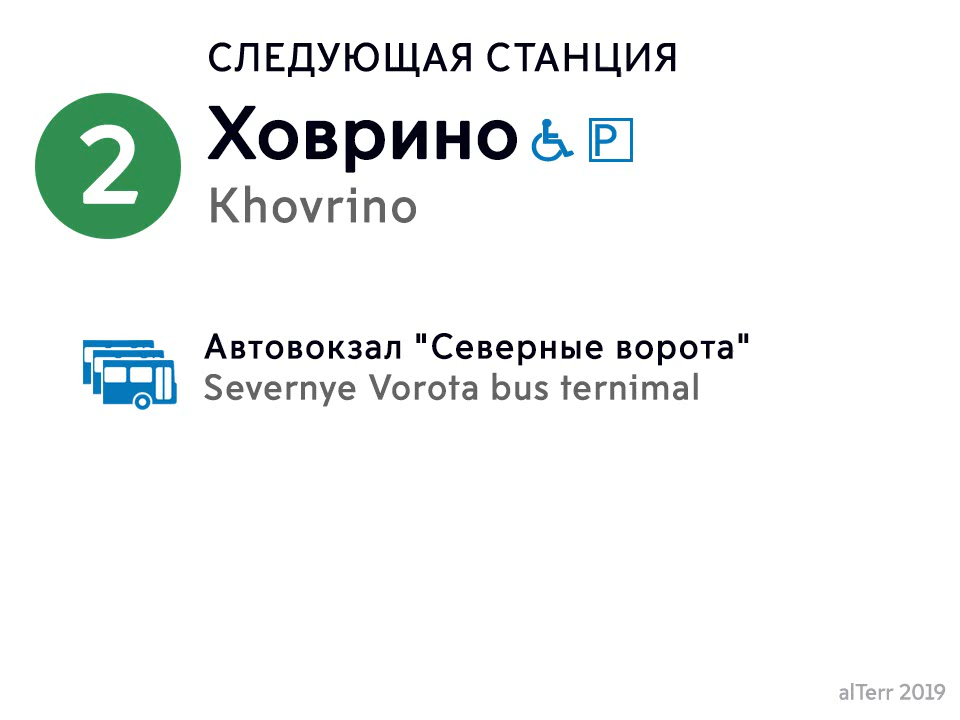 СЛЕДУЮЩАЯ СТАНЦИЯ
2
Ховрино P
Khovrino
Автовокзал "Северные ворота"
Severnye Vorota bus ternimal
alTerr 2019